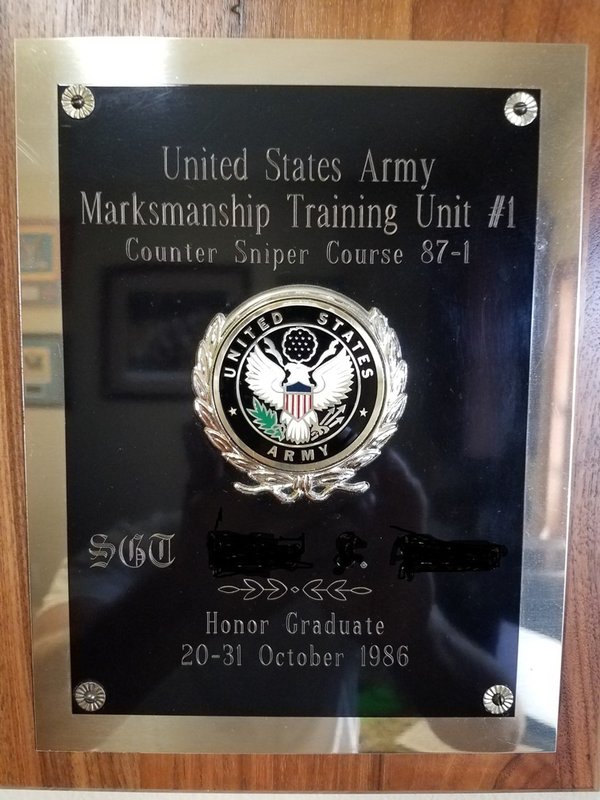 United States Army
Marksmanship Training Unit #1
Counter Sniper Course 87-1
UNITED STATES
ARMY
SGT
Honor Graduate
20-31 October 1986